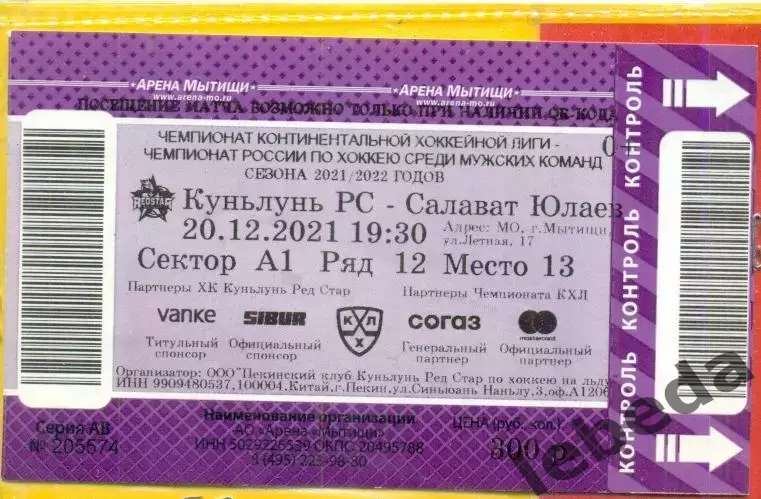 АРЕНА МЫТИЩИ
www.arena-mo.ru
АРЕНА МЫТИЩИ
www.arena-mo.ru
ПОСЕЩЕНИЕ МАТЧА ВОЗМОЖНО ТОЛЬКО ПРИ НАЛИЧИИ QR-КОДА
ЧЕМПИОНАТ КОНТИНЕНТАЛЬНОЙ ХОККЕЙНОЙ ЛИГИ -
ЧЕМПИОНАТ РОССИИ ПО ХОККЕЮ СРЕДИ МУЖСКИХ КОМАНД
СЕЗОНА 2021/2022 ГОДОВ
REDSTAR
Куньлунь РС - Салават Юлаев
20.12.2021 19:30
Адрес: МО, г.Мытищи,
ул.Летная, 17
Сектор А1 Ряд 12 Место 13
Партнеры ХК Куньлунь Ред Стар
Партнеры Чемпионата КХЛ
vanke SIBUR КХЛ согаз mastercard
Титульный спонсор
Официальный спонсор
Генеральный партнер
Официальный партнер
Организатор: ООО"Пекинский клуб Куньлунь Ред Стар по хоккею на льду"
ИНН 9909480537,100004,Китай,г.Пекин,ул.Синьюань Наньлу,3,оф.А1206
Серия АВ
№ 205574
Наименование организации
АО «Арена «Мытищи»
ИНН 5029226539 ОКПС 20495788
8 (495) 223-98-30
ЦЕНА (руб., коп.)
300 р.
КОНТРОЛЬ КОНТРОЛЬ КОНТРОЛЬ КОНТРОЛЬ
lebeda